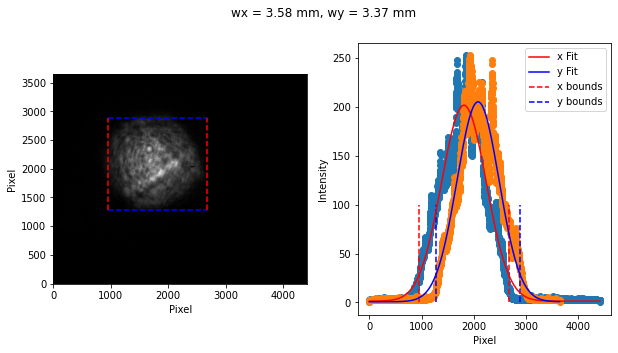 wx = 3.58 mm, wy = 3.37 mm
3500
3000
2500
2000
1500
1000
500
0
Pixel
0 1000 2000 3000 4000
Pixel
250
200
150
100
50
0
Intensity
0 1000 2000 3000 4000
Pixel
x Fit
y Fit
x bounds
y bounds